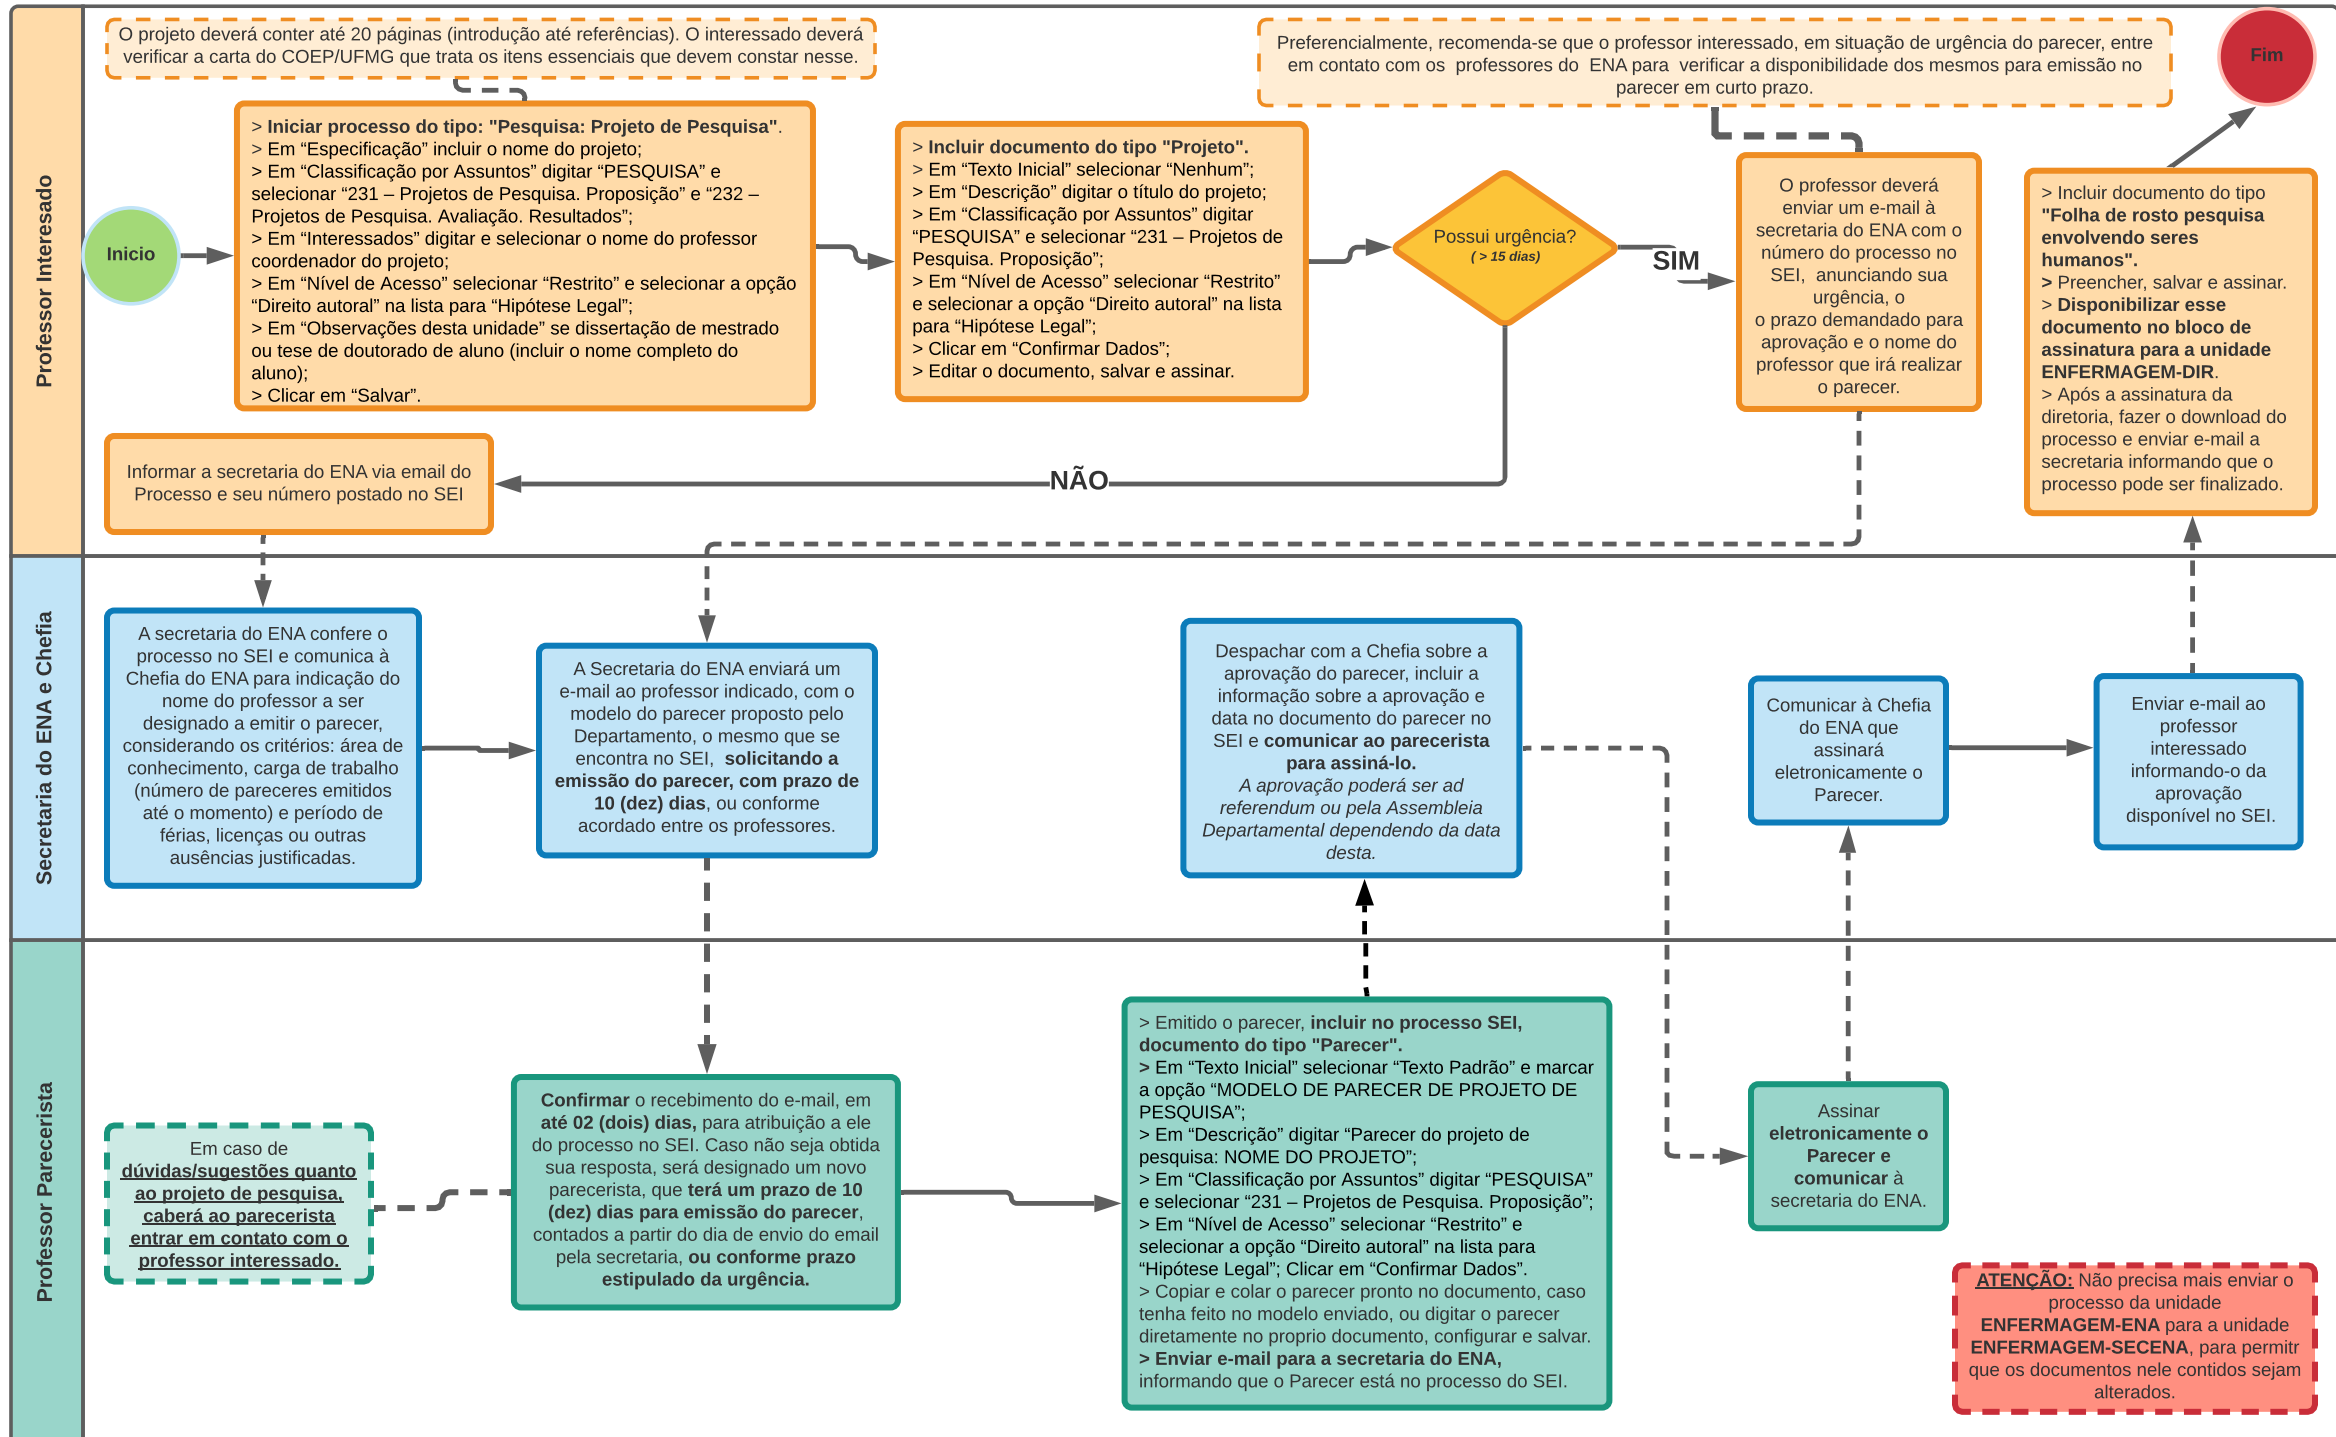 Professor Interesado
O projeto deverá conter até 20 páginas (introdução até referências). O interessado deverá
verificar a carta do COEP/UFMG que trata os itens essenciais que devem constar nesse.
Preferencialmente, recomenda-se que o professor interessado, em situação de urgência do parecer, entre
em contato com os professores do ENA para verificar a disponibilidade dos mesmos para emissão no
parecer em curto prazo.
Fim
Inicio
> Iniciar processo do tipo: "Pesquisa: Projeto de Pesquisa".
> Em “Especificação” incluir o nome do projeto;
> Em “Classificação por Assuntos” digitar “PESQUISA” e
selecionar “231 – Projetos de Pesquisa. Proposição” e “232 –
Projetos de Pesquisa. Avaliação. Resultados”;
> Em “Interessados” digitar e selecionar o nome do professor
coordenador do projeto;
> Em “Nível de Acesso” selecionar “Restrito” e selecionar a opção
“Direito autoral” na lista para “Hipótese Legal”;
> Em “Observações desta unidade” se dissertação de mestrado
ou tese de doutorado de aluno (incluir o nome completo do
aluno);
> Clicar em “Salvar”.
> Incluir documento do tipo "Projeto".
> Em “Texto Inicial” selecionar “Nenhum”;
> Em “Descrição” digitar o título do projeto;
> Em “Classificação por Assuntos” digitar
“PESQUISA” e selecionar “231 – Projetos de
Pesquisa. Proposição”;
> Em “Nível de Acesso” selecionar “Restrito”
e selecionar a opção “Direito autoral” na lista
para “Hipótese Legal”;
> Clicar em “Confirmar Dados”;
> Editar o documento, salvar e assinar.
Possui urgência?
( > 15 dias)
SIM
O professor deverá
enviar um e-mail à
secretaria do ENA com o
número do processo no
SEI, anunciando sua
urgência, o
o prazo demandado para
aprovação e o nome do
professor que irá realizar
o parecer.
> Incluir documento do tipo
"Folha de rosto pesquisa
envolvendo seres
humanos".
> Preencher, salvar e assinar.
> Disponibilizar esse
documento no bloco de
assinatura para a unidade
ENFERMAGEM-DIR.
> Após a assinatura da
diretoria, fazer o download do
processo e enviar e-mail a
secretaria informando que o
processo pode ser finalizado.
NÃO
Informar a secretaria do ENA via email do
Processo e seu número postado no SEI
Secretaria do ENA e Chefia
A secretaria do ENA confere o
processo no SEI e comunica à
Chefia do ENA para indicação do
nome do professor a ser
designado a emitir o parecer,
considerando os critérios: área de
conhecimento, carga de trabalho
(número de pareceres emitidos
até o momento) e período de
férias, licenças ou outras
ausências justificadas.
A Secretaria do ENA enviará um
e-mail ao professor indicado, com o
modelo do parecer proposto pelo
Departamento, o mesmo que se
encontra no SEI, solicitando a
emissão do parecer, com prazo de
10 (dez) dias, ou conforme
acordado entre os professores.
Despachar com a Chefia sobre a
aprovação do parecer, incluir a
informação sobre a aprovação e
data no documento do parecer no
SEI e comunicar ao parecerista
para assiná-lo.
A aprovação poderá ser ad
referendum ou pela Assembleia
Departamental dependendo da data
desta.
Comunicar à Chefia
do ENA que
assinará
eletronicamente o
Parecer.
Enviar e-mail ao
professor
interessado
informando-o da
aprovação
disponível no SEI.
Professor Parecerista
Em caso de
dúvidas/sugestões quanto
ao projeto de pesquisa,
caberá ao parecerista
entrar em contato com o
professor interessado.
Confirmar o recebimento do e-mail, em
até 02 (dois) dias, para atribuição a ele
do processo no SEI. Caso não seja obtida
sua resposta, será designado um novo
parecerista, que terá um prazo de 10
(dez) dias para emissão do parecer,
contados a partir do dia de envio do email
pela secretaria, ou conforme prazo
estipulado da urgência.
> Emitido o parecer, incluir no processo SEI,
documento do tipo "Parecer".
> Em “Texto Inicial” selecionar “Texto Padrão” e marcar
a opção “MODELO DE PARECER DE PROJETO DE
PESQUISA”;
> Em “Descrição” digitar “Parecer do projeto de
pesquisa: NOME DO PROJETO”;
> Em “Classificação por Assuntos” digitar “PESQUISA”
e selecionar “231 – Projetos de Pesquisa. Proposição”;
> Em “Nível de Acesso” selecionar “Restrito” e
selecionar a opção “Direito autoral” na lista para
“Hipótese Legal”; Clicar em “Confirmar Dados”.
> Copiar e colar o parecer pronto no documento, caso
tenha feito no modelo enviado, ou digitar o parecer
diretamente no proprio documento, configurar e salvar.
> Enviar e-mail para a secretaria do ENA,
informando que o Parecer está no processo do SEI.
Assinar
eletronicamente o
Parecer e
comunicar à
secretaria do ENA.
ATENÇÃO: Não precisa mais enviar o
processo da unidade
ENFERMAGEM-ENA para a unidade
ENFERMAGEM-SECENA, para permitr
que os documentos nele contidos sejam
alterados.